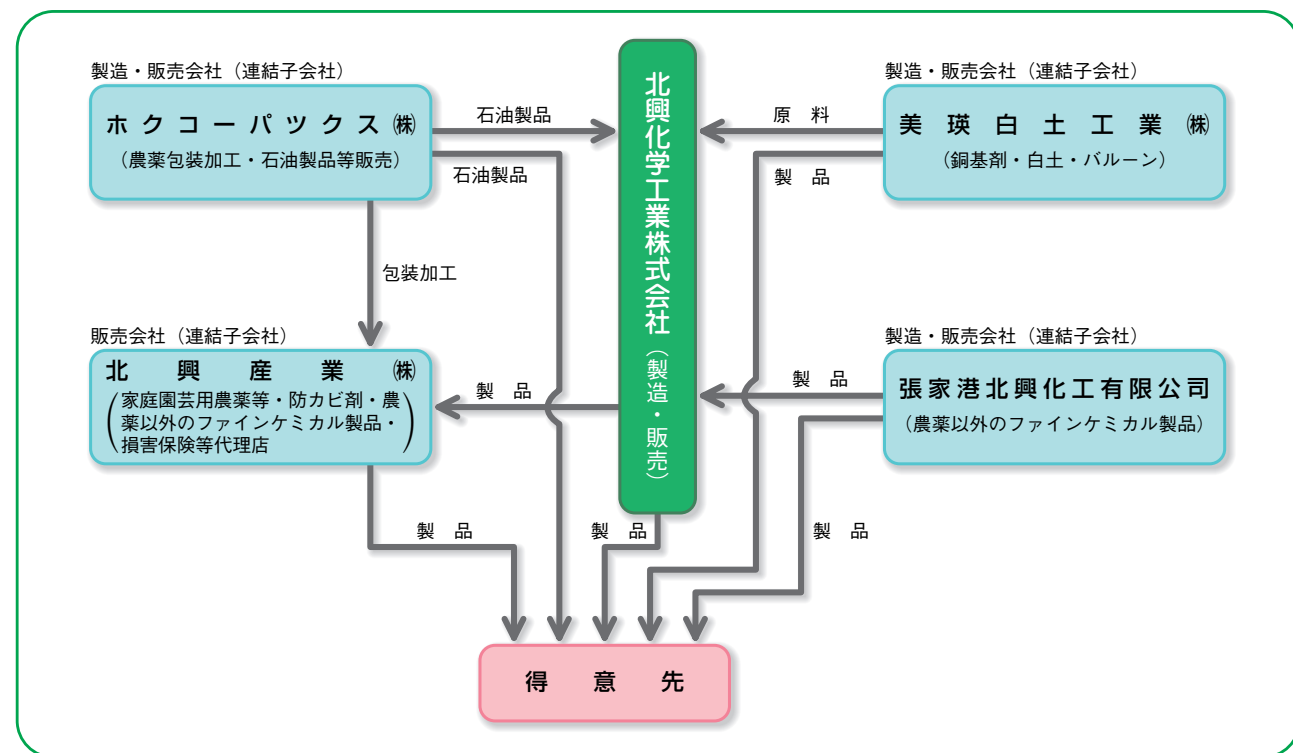 製造・販売会社（連結子会社）
ホクコーパツクス㈱
（農薬包装加工・石油製品等販売）
石油製品
石油製品
包装加工
販売会社（連結子会社）
北興産業㈱
（家庭園芸用農薬等・防カビ剤・農
薬以外のファインケミカル製品・
損害保険等代理店）
製品
製品
北興化学工業株式会社（製造・販売）
製品
製造・販売会社（連結子会社）
美瑛白土工業㈱
（銅基剤・白土・バルーン）
原料
製品
製造・販売会社（連結子会社）
張家港北興化工有限公司
（農薬以外のファインケミカル製品）
製品
製品
得意先